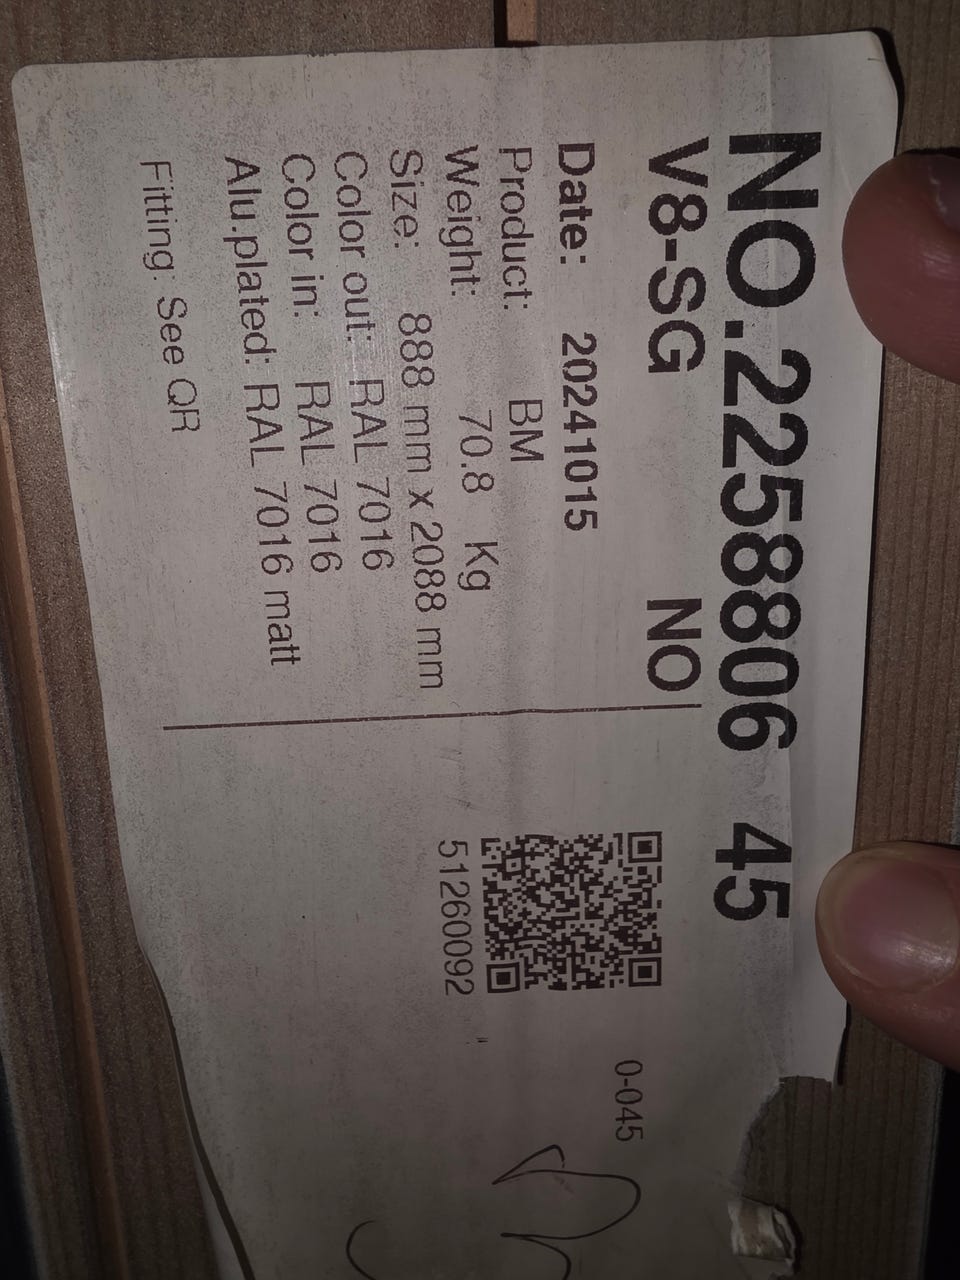 NO.2258806 45
V8-SG NO
Date: 20241015
Product: BM
Weight: 70.8 Kg
Size: 888 mm x 2088 mm
Color out: RAL 7016
Color in: RAL 7016
Alu.plated: RAL 7016 matt
Fitting: See QR
51260092
0-045